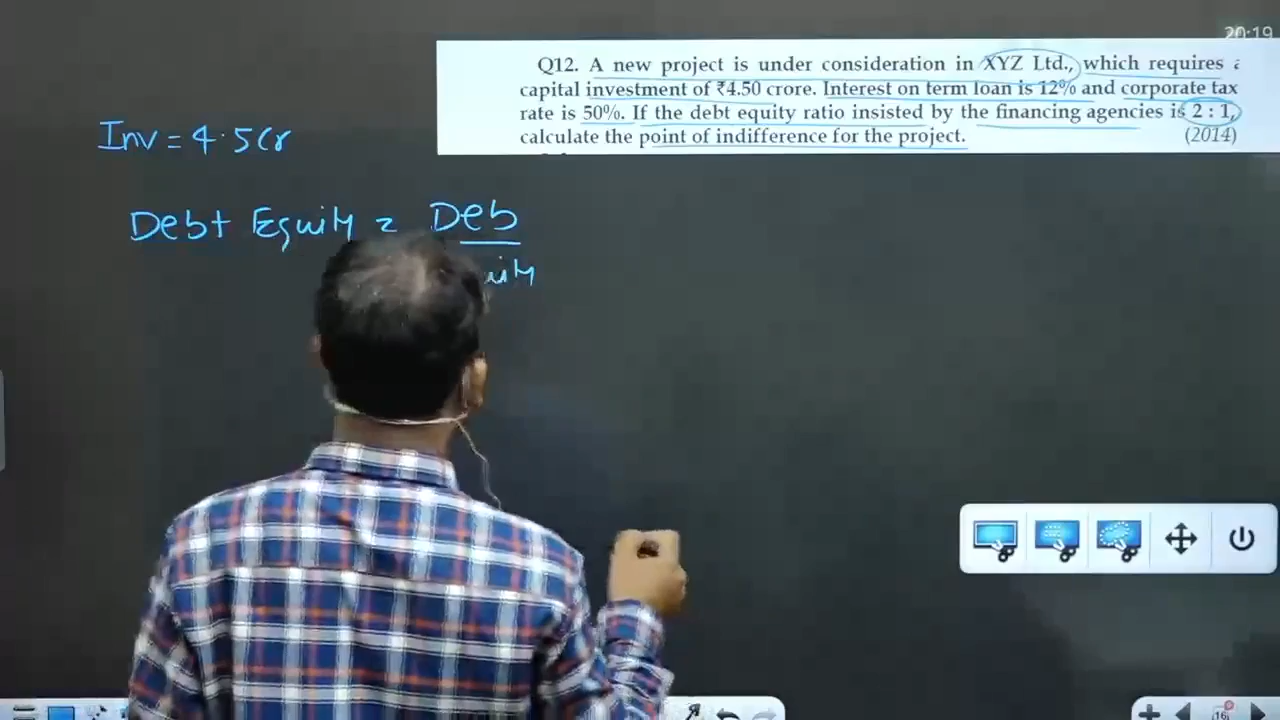 20:19
Q12. A new project is under consideration in XYZ Ltd., which requires a
capital investment of ₹4.50 crore. Interest on term loan is 12% and corporate tax
rate is 50%. If the debt equity ratio insisted by the financing agencies is 2 : 1,
calculate the point of indifference for the project.
(2014)
Inv = 4.5Cr
Debt Equity = Deb